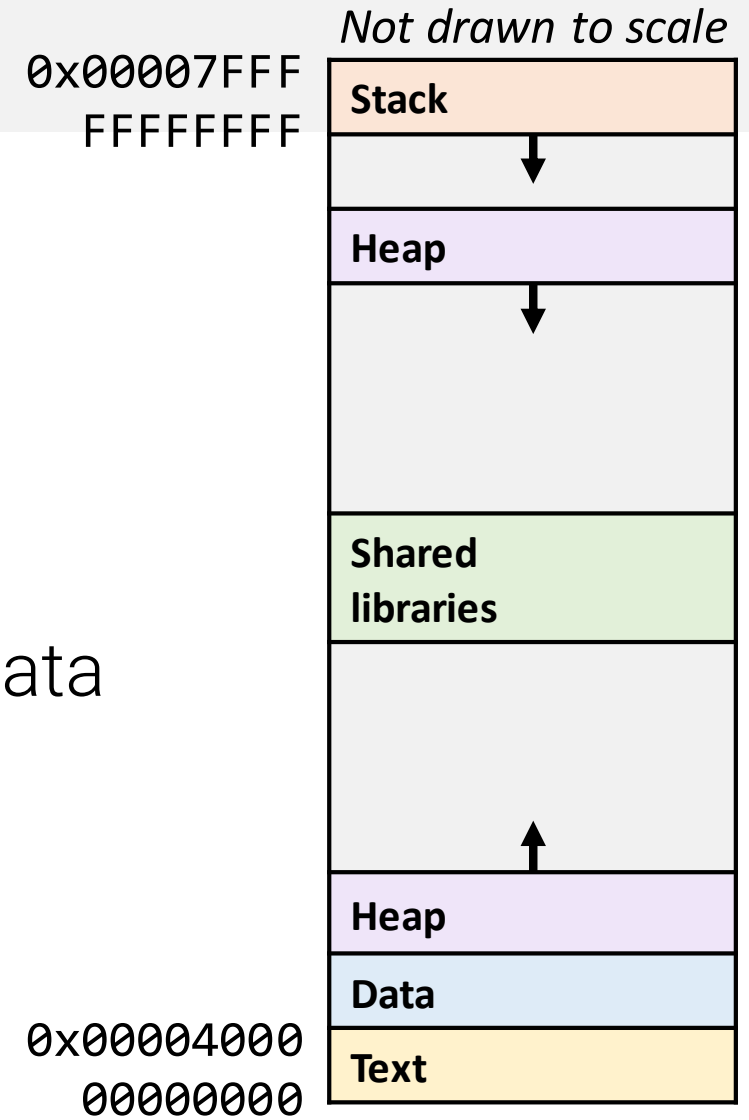 Not drawn to scale
0x00007FFF
FFFFFFFF
Stack
Heap
Shared
libraries
ata
Heap
Data
0x00004000
00000000
Text